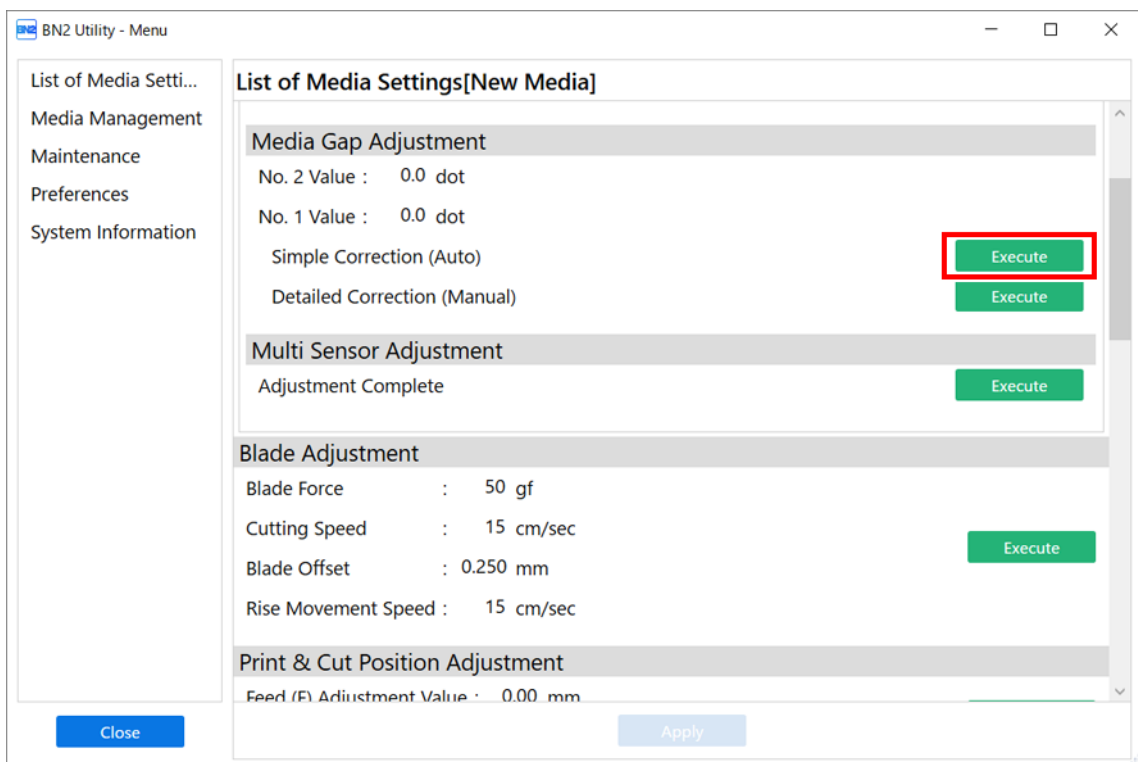 BN2 BN2 Utility - Menu
List of Media Setti...
Media Management
Maintenance
Preferences
System Information
Close
List of Media Settings[New Media]
Media Gap Adjustment
No. 2 Value : 0.0 dot
No. 1 Value : 0.0 dot
Simple Correction (Auto) Execute
Detailed Correction (Manual) Execute
Multi Sensor Adjustment
Adjustment Complete Execute
Blade Adjustment
Blade Force : 50 gf
Cutting Speed : 15 cm/sec
Execute
Blade Offset : 0.250 mm
Rise Movement Speed : 15 cm/sec
Print & Cut Position Adjustment
Feed (F) Adjustment Value : 0.00 mm
Apply